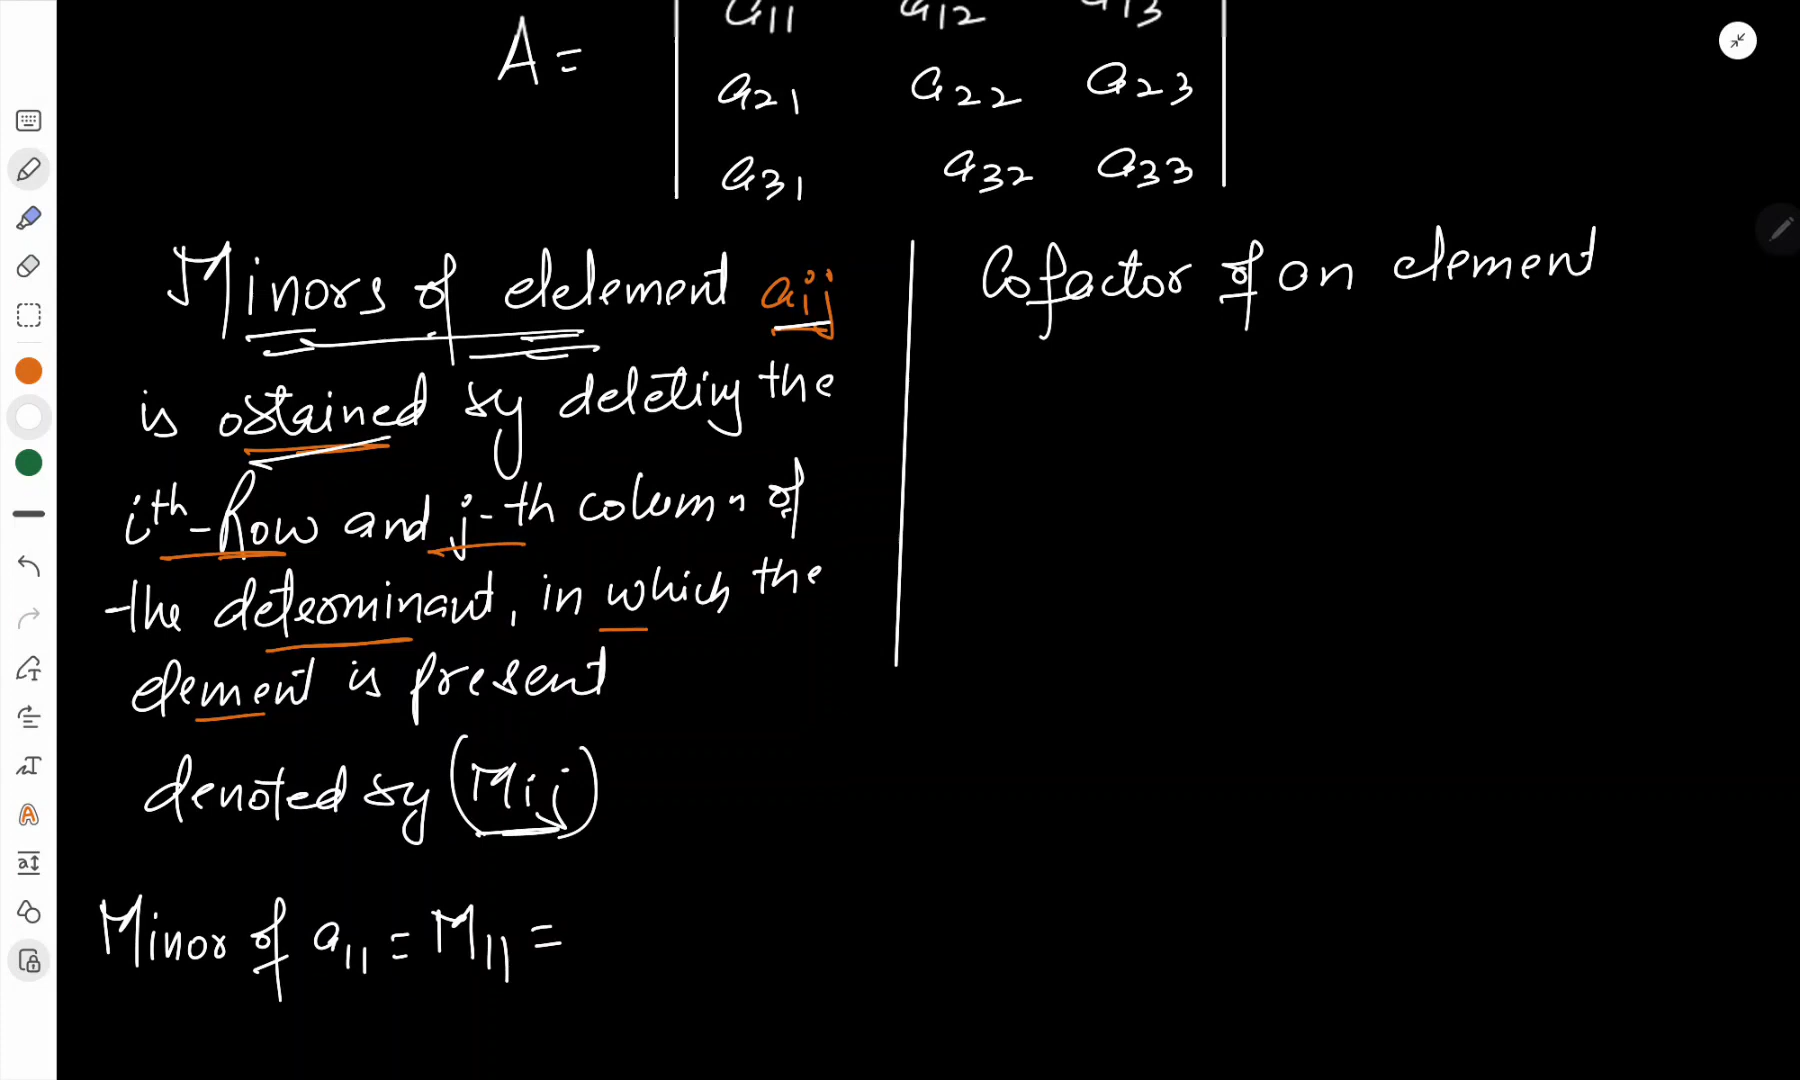 a11 a12 a13
A =
a21 a22 a23
a31 a32 a33
Minors of elelement aij
is obtained by deleting the
ith-Row and j-th column of
the determinant, in which the
element is present
denoted by (Mij)
Minor of a11 = M11 =
Cofactor of an element